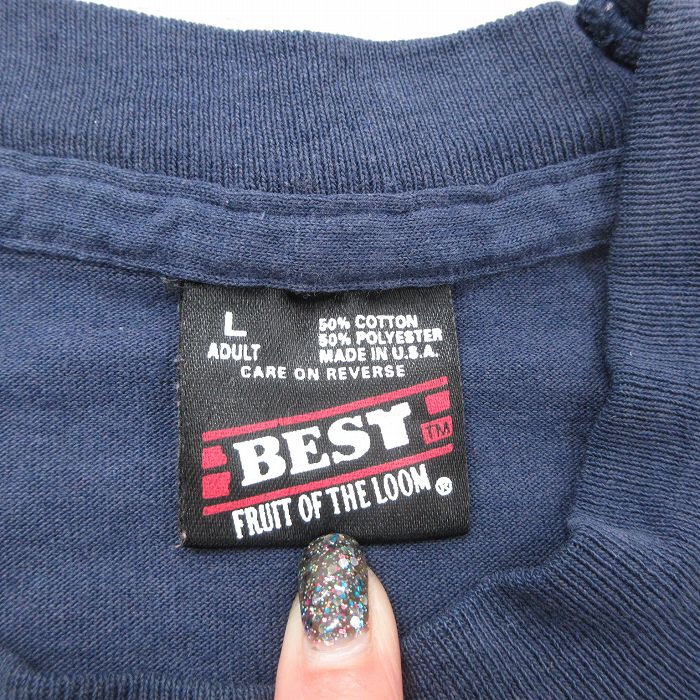 L
ADULT
50% COTTON
50% POLYESTER
MADE IN U.S.A.
CARE ON REVERSE
BEST TM
FRUIT OF THE LOOM ®